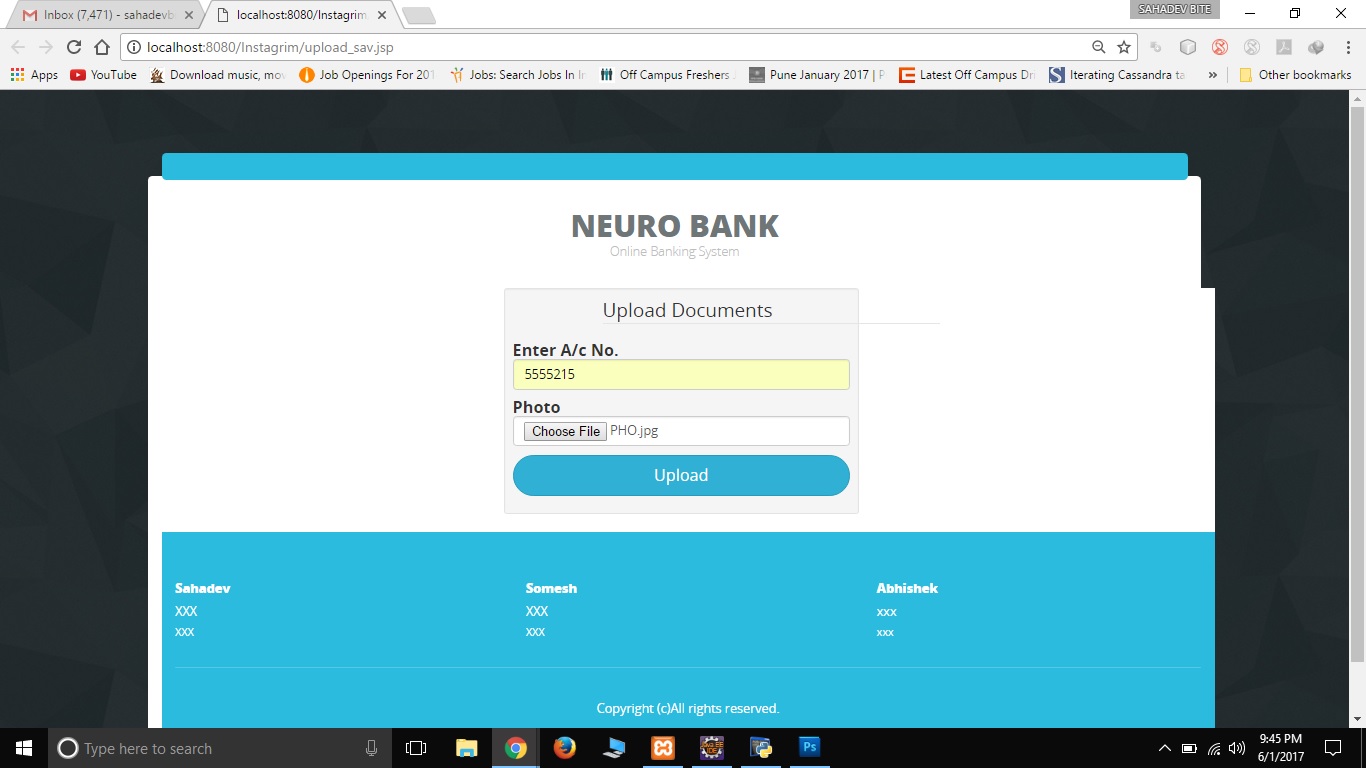 Inbox (7,471) - sahadevb
localhost:8080/Instagrim
SAHADEV BITE
localhost:8080/Instagrim/upload_sav.jsp
Apps
YouTube
Download music, mov
Job Openings For 201
Jobs: Search Jobs In In
Off Campus Freshers
Pune January 2017 | P
Latest Off Campus Dri
Iterating Cassandra ta
»
Other bookmarks
NEURO BANK
Online Banking System
Upload Documents
Enter A/c No.
5555215
Photo
Choose File PHO.jpg
Upload
Sahadev
XXX
XXX
Somesh
XXX
XXX
Abhishek
xxx
xxx
Copyright (c)All rights reserved.
Type here to search
Ps
9:45 PM
6/1/2017